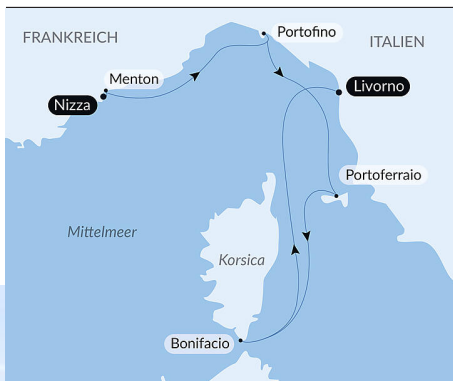 FRANKREICH
Portofino
ITALIEN
Menton
Nizza
Livorno
Portoferraio
Mittelmeer
Korsica
Bonifacio